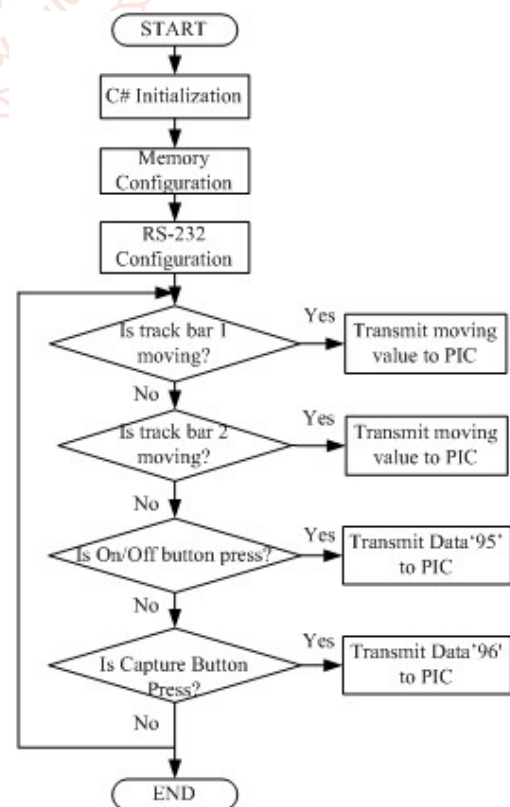 START
C# Initialization
Memory
Configuration
RS-232
Configuration
Is track bar 1
moving?
Yes
Transmit moving
value to PIC
No
Is track bar 2
moving?
Yes
Transmit moving
value to PIC
No
Is On/Off button press?
Yes
Transmit Data‘95’
to PIC
No
Is Capture Button
Press?
Yes
Transmit Data'96'
to PIC
No
END